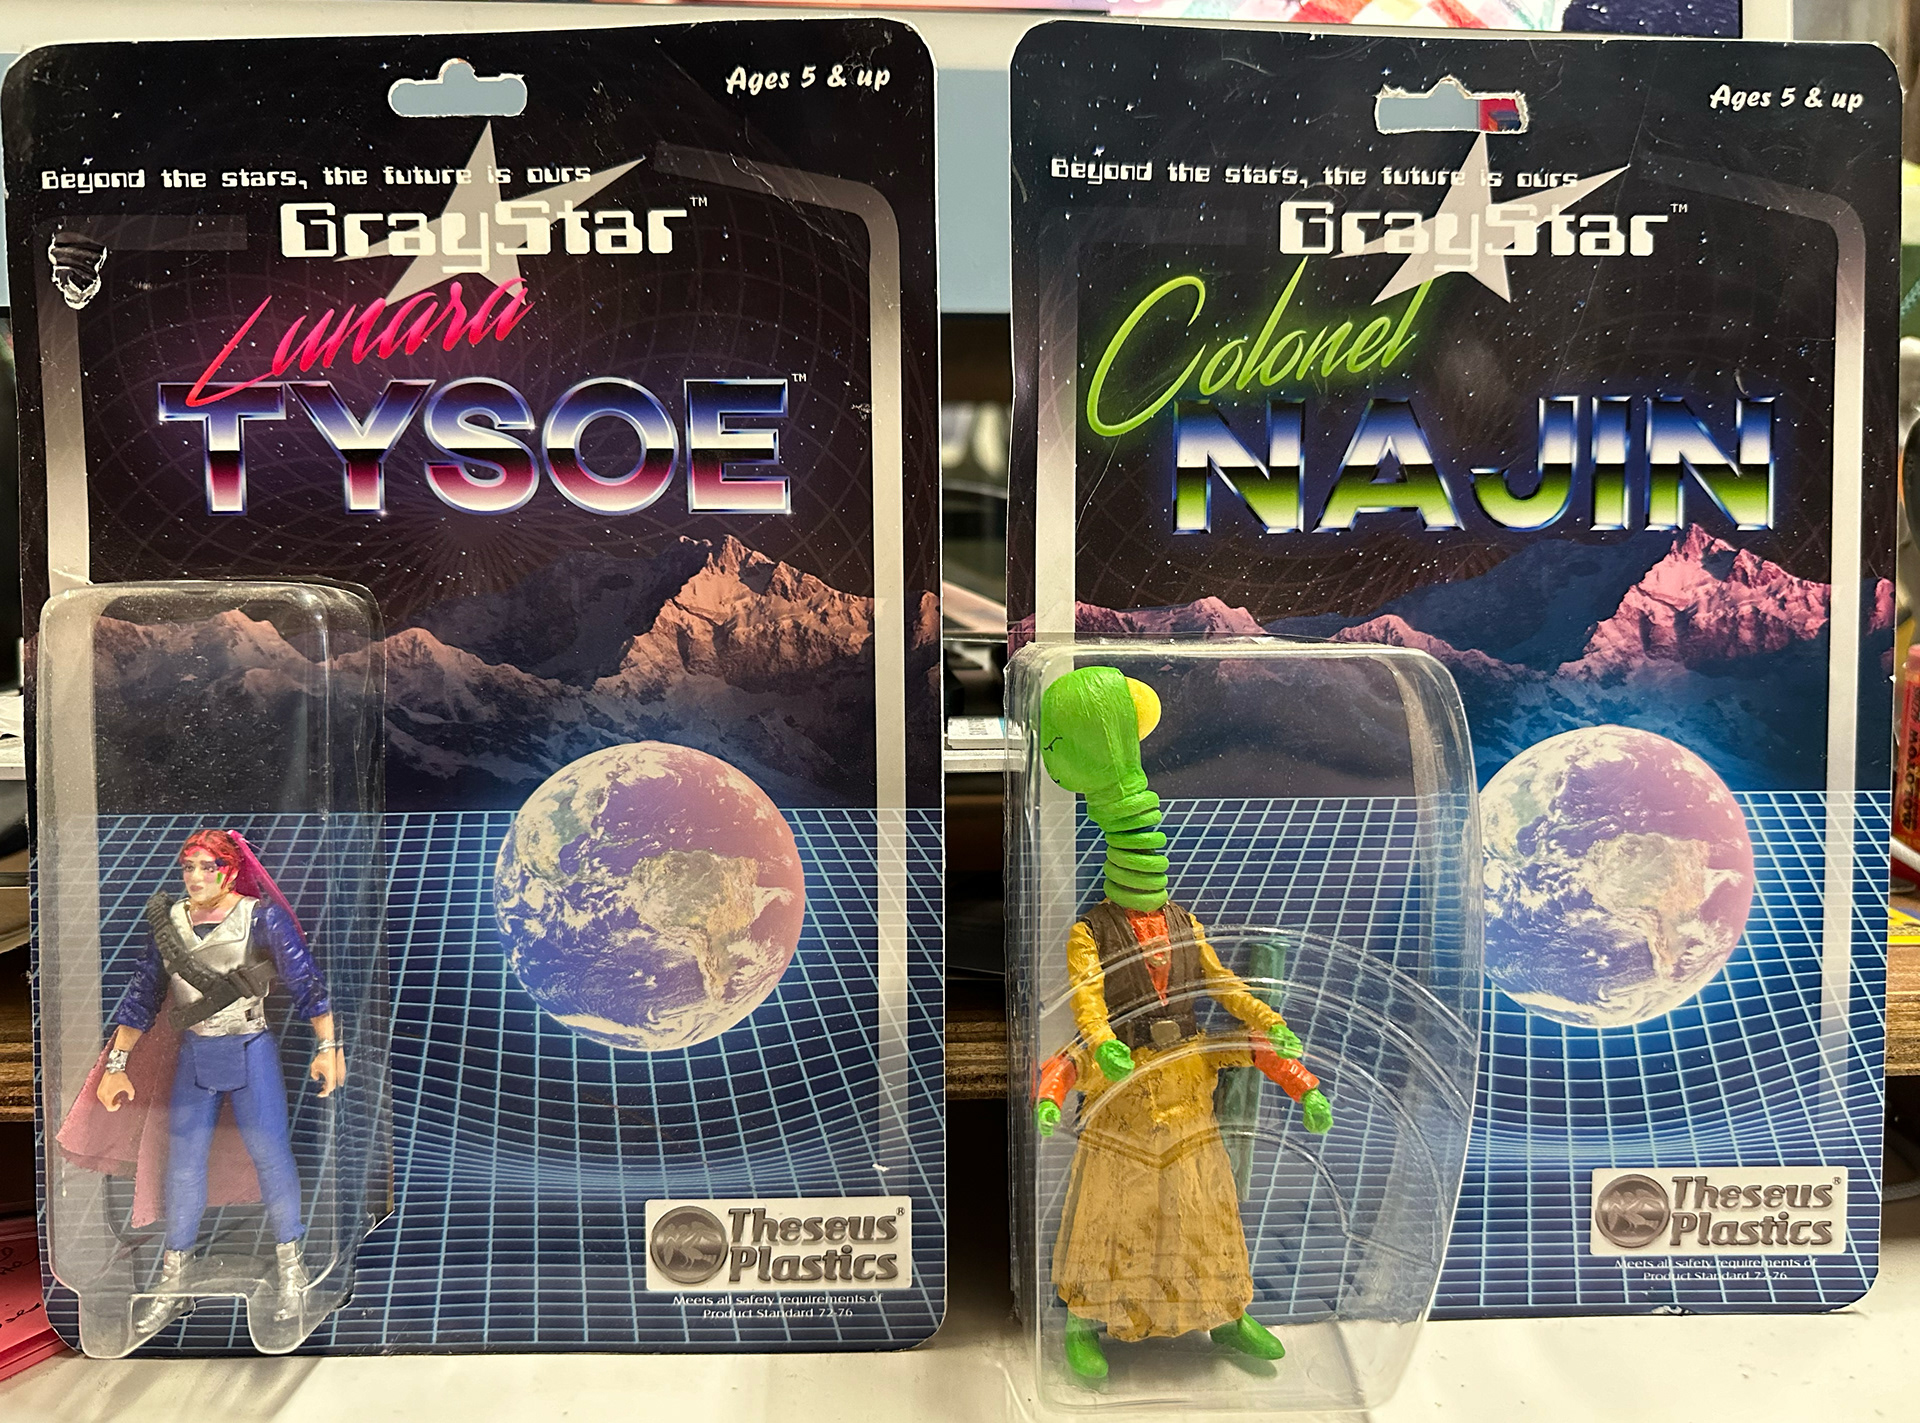 Ages 5 & up
Beyond the stars, the future is ours
GrayStar™
Lunara
TYSOE™
Theseus®
Plastics
Meets all safety requirements of
Product Standard 72-76
Ages 5 & up
Beyond the stars, the future is ours
GrayStar™
Colonel
NAJIN
Theseus®
Plastics
Meets all safety requirements of
Product Standard 72-76